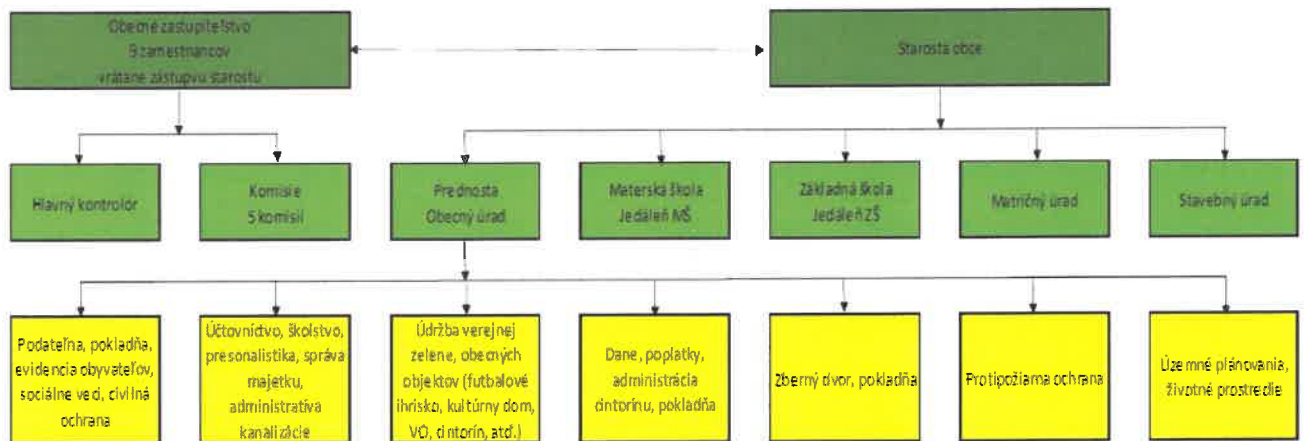 Obecné zastupiteľstvo
9 zamestnancov
vrátane zástupvu starostu
Starosta obce
Hlavný kontrolór
Komisie
5 komisií
Prednosta
Obecný úrad
Materská škola
Jedáleň MŠ
Základná škola
Jedáleň ZŠ
Matričný úrad
Stavebný úrad
Podateľna, pokladňa,
evidencia obyvateľov,
sociálne veci, civilná
ochrana
Účtovníctvo, školstvo,
presonalistika, správa
majetku,
administratíva
kanalizácie
Údržba verejnej
zelene, obecných
objektov (futbalové
ihrisko, kultúrny dom,
VO, cintorín, atď.)
Dane, poplatky,
administrácia
cintorínu, pokladňa
Zberný dvor, pokladňa
Protipožiarna ochrana
Územné plánovania,
životné prostredie